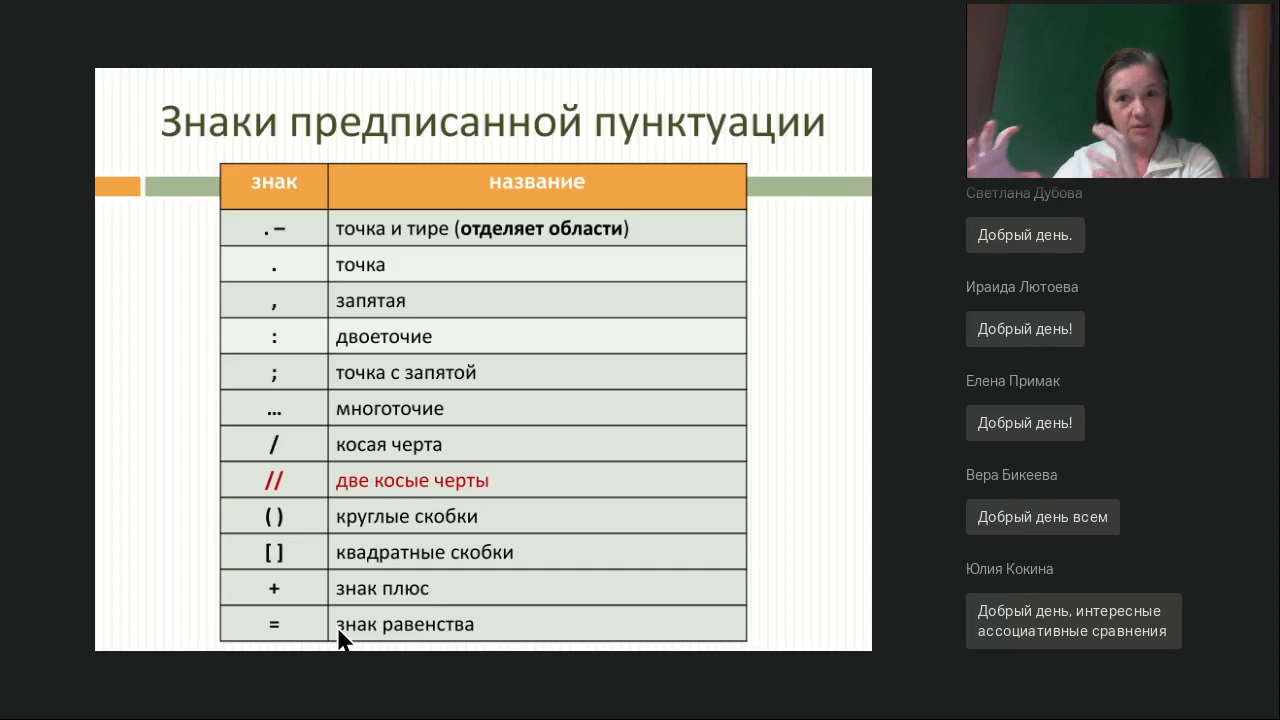 Знаки предписанной пунктуации
знак название
. – точка и тире (отделяет области)
. точка
, запятая
: двоеточие
; точка с запятой
... многоточие
/ косая черта
// две косые черты
( ) круглые скобки
[ ] квадратные скобки
+ знак плюс
= знак равенства
Светлана Дубова
Добрый день.
Ираида Лютоева
Добрый день!
Елена Примак
Добрый день!
Вера Бикеева
Добрый день всем
Юлия Кокина
Добрый день, интересные
ассоциативные сравнения